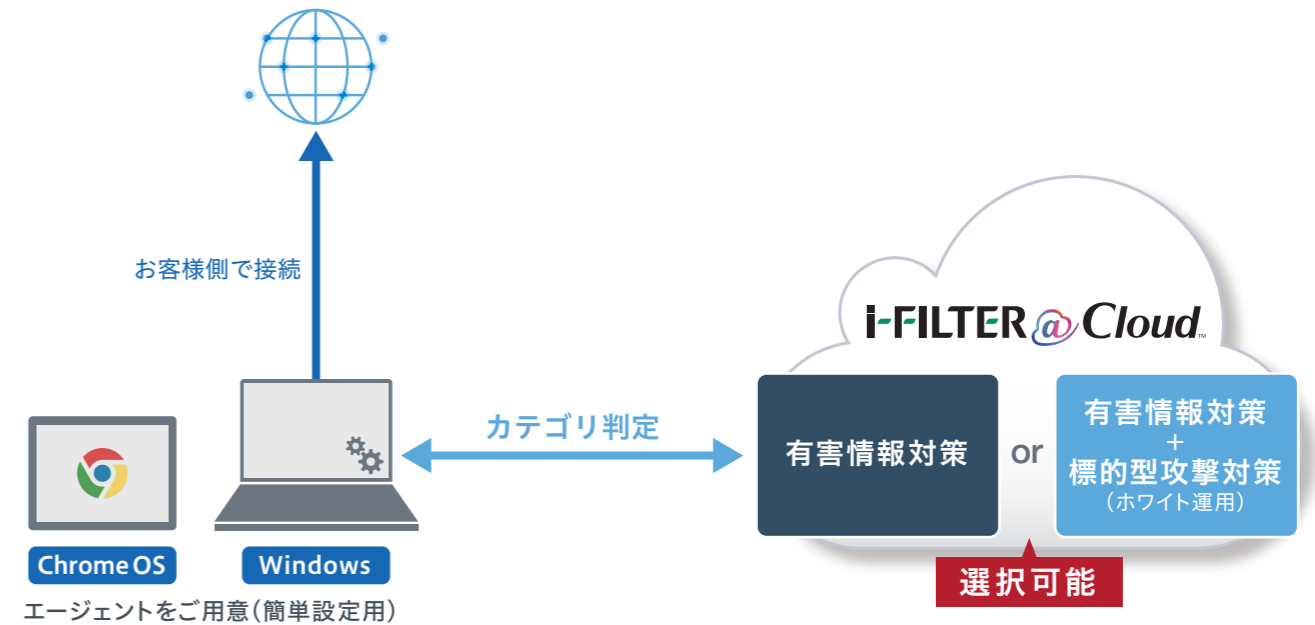 お客様側で接続
i-FILTER@Cloud™
カテゴリ判定
有害情報対策
or
有害情報対策
+
標的型攻撃対策
(ホワイト運用)
選択可能
ChromeOS
Windows
エージェントをご用意(簡単設定用)